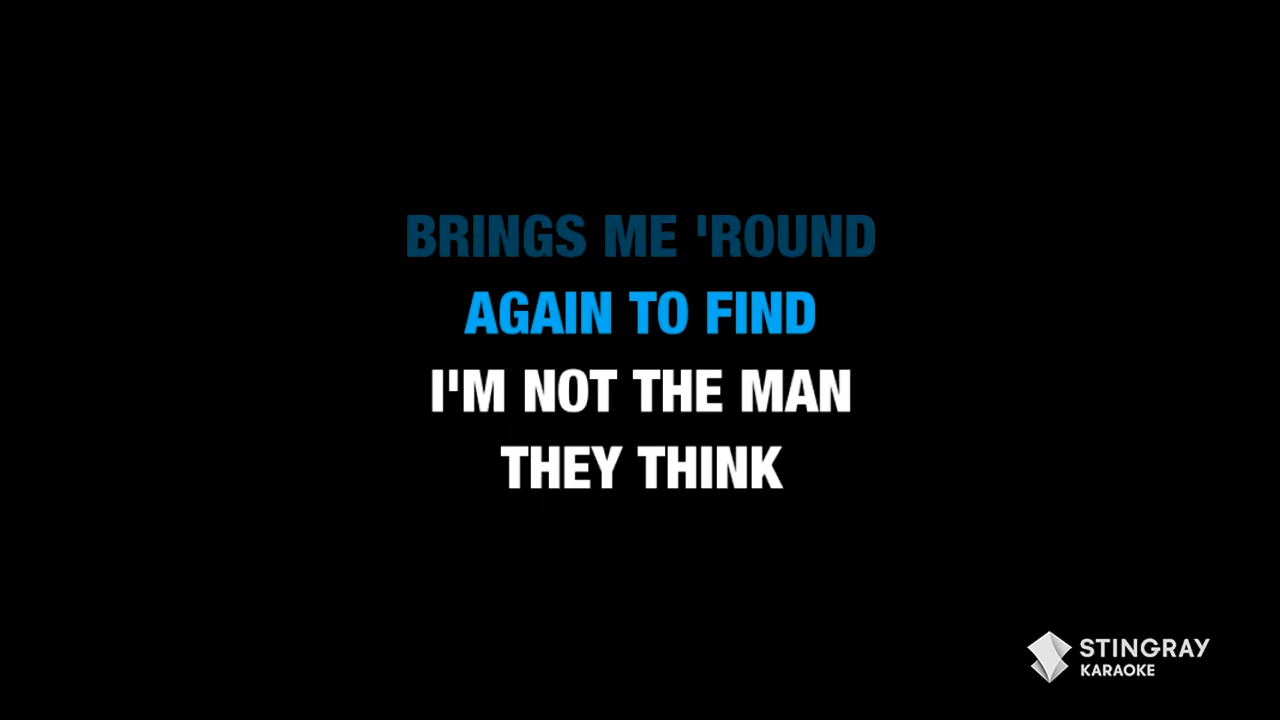 BRINGS ME 'ROUND
AGAIN TO FIND
I'M NOT THE MAN
THEY THINK
STINGRAY
KARAOKE